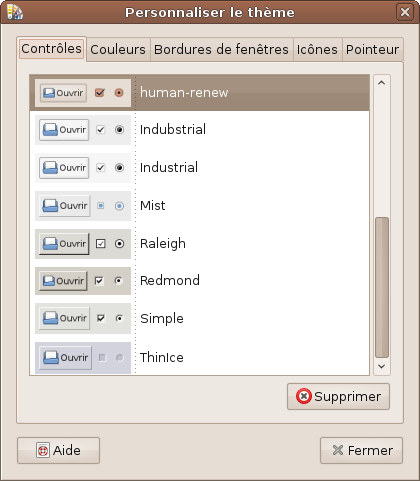 Personnaliser le thème
Contrôles Couleurs Bordures de fenêtres Icônes Pointeur
Ouvrir human-renew
Ouvrir Indubstrial
Ouvrir Industrial
Ouvrir Mist
Ouvrir Raleigh
Ouvrir Redmond
Ouvrir Simple
Ouvrir ThinIce
Supprimer
Aide Fermer